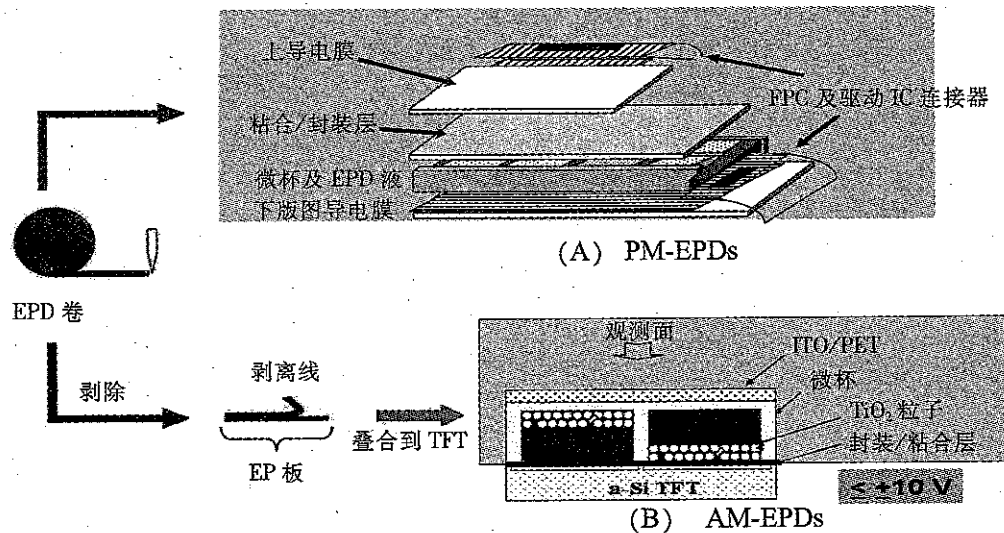 上导电膜
FPC 及驱动 IC 连接器
粘合/封装层
微杯及 EPD 液
下版图导电膜
(A) PM-EPDs
EPD 卷
观测面
ITO/PET
剥离线
微杯
剥除
TiO2 粒子
叠合到 TFT
封装/粘合层
EP 板
a-Si TFT
≤ ±10 V
(B) AM-EPDs